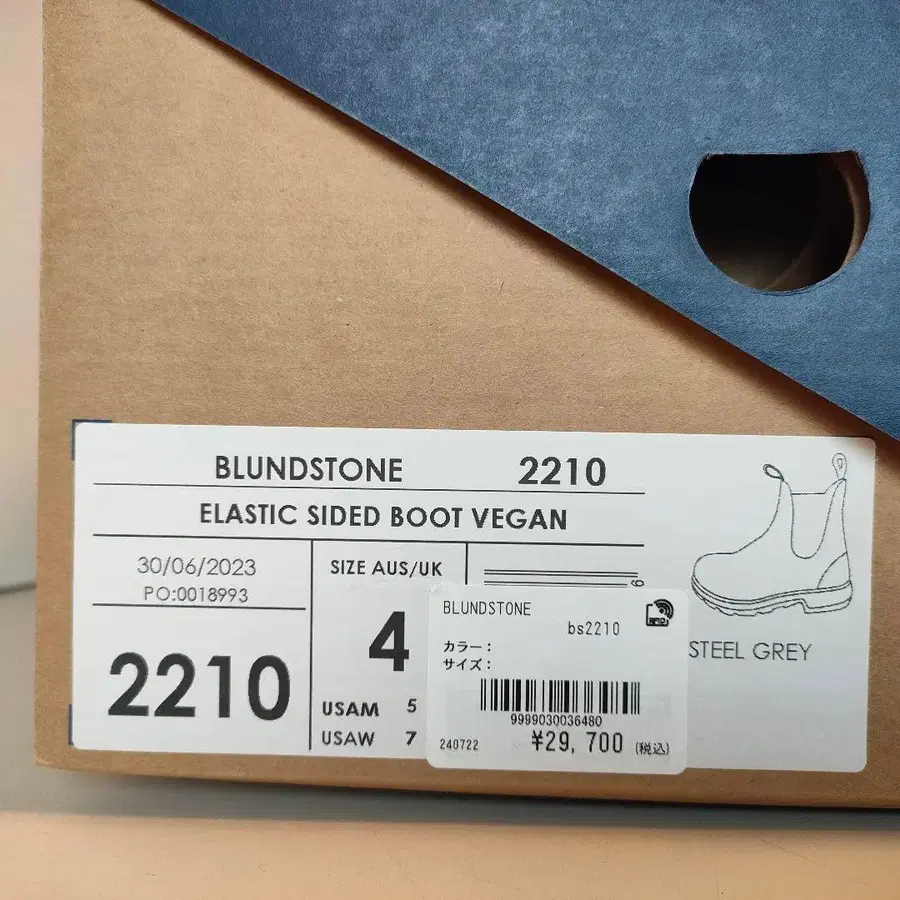 BLUNDSTONE 2210
ELASTIC SIDED BOOT VEGAN
30/06/2023
PO:0018993
2210
SIZE AUS/UK
4
USAM 5
USAW 7
STEEL GREY
BLUNDSTONE
bs2210
カラー：
サイズ：
9999030036480
240722 ¥29,700 (税込)